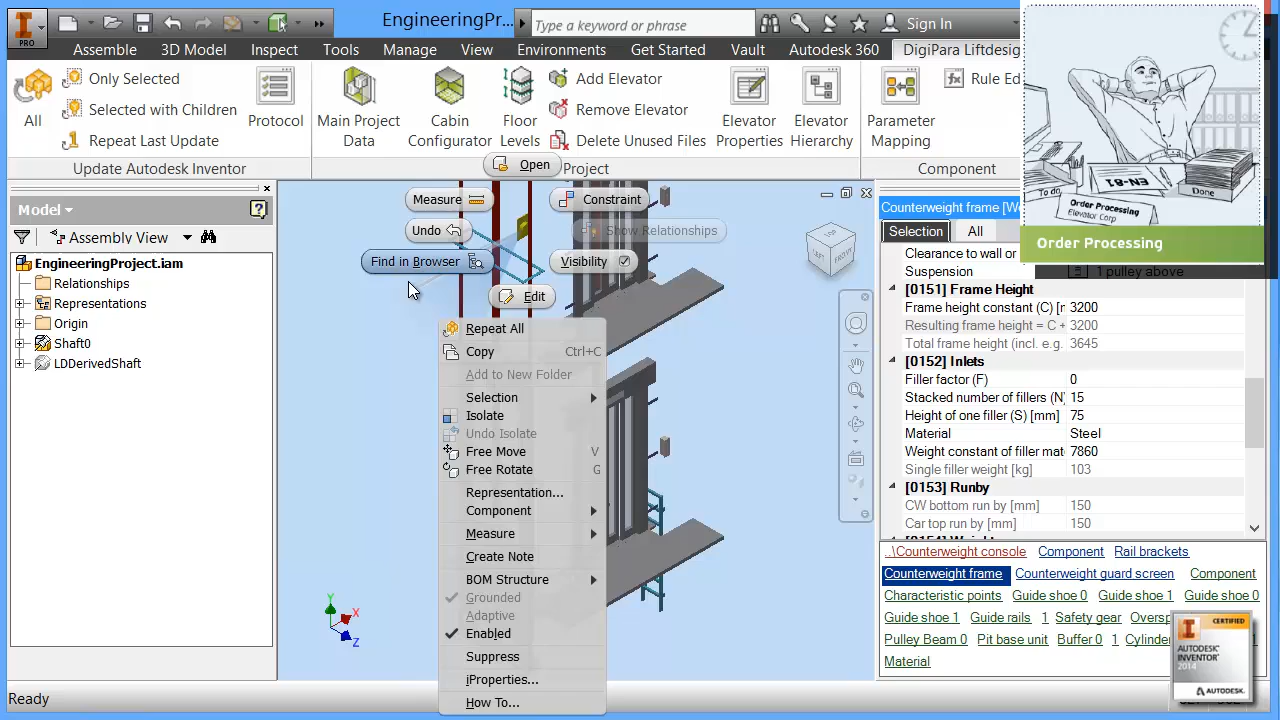 PRO
EngineeringPr...
Type a keyword or phrase
Sign In
Assemble
3D Model
Inspect
Tools
Manage
View
Environments
Get Started
Vault
Autodesk 360
DigiPara Liftdesig
All
Only Selected
Selected with Children
Repeat Last Update
Protocol
Update Autodesk Inventor
Main Project
Data
Cabin
Configurator
Floor
Levels
Add Elevator
Remove Elevator
Delete Unused Files
Elevator
Properties
Elevator
Hierarchy
Project
Parameter
Mapping
fx Rule Ed
Component
To do
EN-81
Done
Order Processing
Elevator Corp
Order Processing
Model
Assembly View
EngineeringProject.iam
Relationships
Representations
Origin
Shaft0
LDDerivedShaft
Open
Measure
Constraint
Undo
Show Relationships
Find in Browser
Visibility
Edit
TOP
LEFT
FRONT
Repeat All
Copy Ctrl+C
Add to New Folder
Selection
Isolate
Undo Isolate
Free Move V
Free Rotate G
Representation...
Component
Measure
Create Note
BOM Structure
Grounded
Adaptive
Enabled
Suppress
iProperties...
How To...
Y
X
Z
Counterweight frame [We
Selection
All
Clearance to wall or
Suspension 1 pulley above
[0151] Frame Height
Frame height constant (C) [n 3200
Resulting frame height = C + 3200
Total frame height (incl. e.g. 3645
[0152] Inlets
Filler factor (F) 0
Stacked number of fillers (N) 15
Height of one filler (S) [mm] 75
Material Steel
Weight constant of filler mate 7860
Single filler weight [kg] 103
[0153] Runby
CW bottom run by [mm] 150
Car top run by [mm] 150
..\Counterweight console Component Rail brackets
Counterweight frame Counterweight guard screen Component
Characteristic points Guide shoe 0 Guide shoe 1 Guide shoe 0
Guide shoe 1 Guide rails 1 Safety gear Oversp
Pulley Beam 0 Pit base unit Buffer 0 1 Cylinder 1
Material
CERTIFIED
AUTODESK
INVENTOR
2014
AUTODESK
Ready